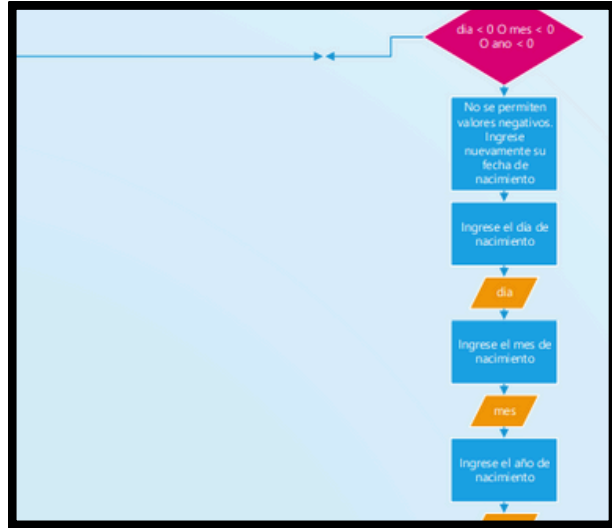 dia < 0 O mes < 0
O ano < 0
No se permiten
valores negativos.
Ingrese
nuevamente su
fecha de
nacimiento
Ingrese el día de
nacimiento
dia
Ingrese el mes de
nacimiento
mes
Ingrese el año de
nacimiento